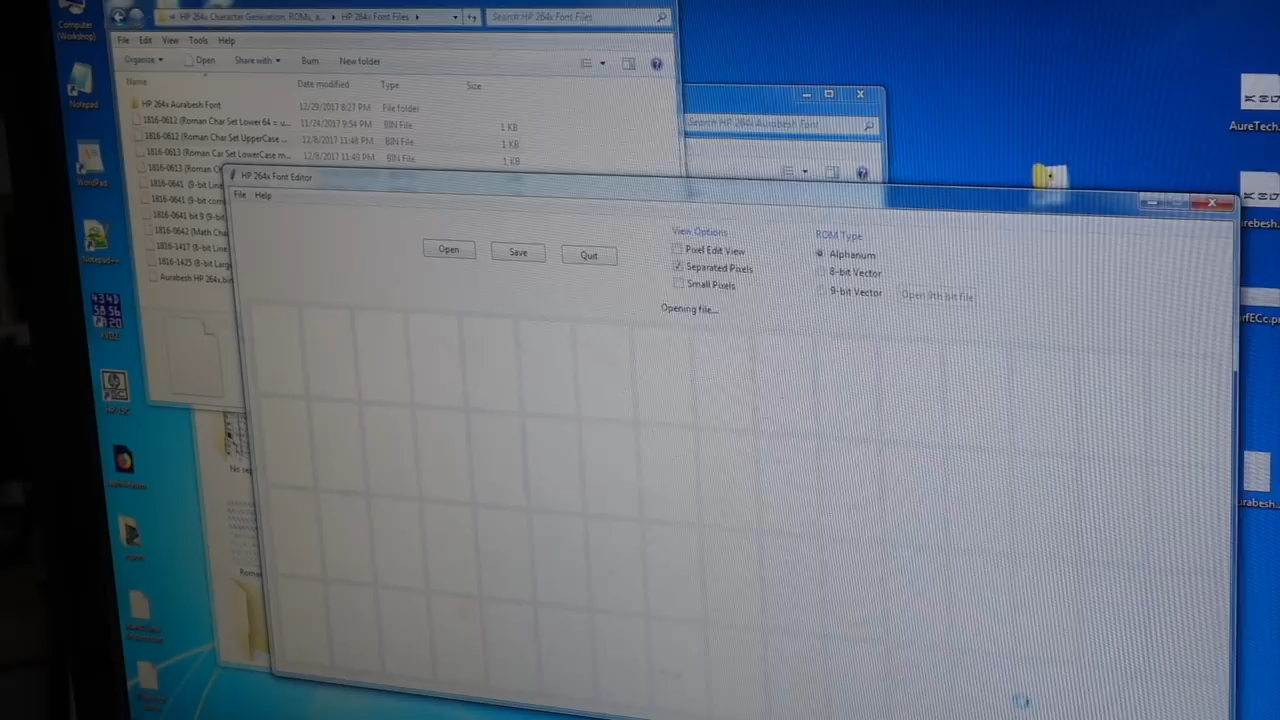 Computer
(Workshop)
HP 264x Character Generation ROMs, a... HP 264x Font Files
Search HP 264x Font Files
File Edit View Tools Help
Organize Open Share with Burn New folder
Name Date modified Type Size
HP 264x Aurabesh Font 12/29/2017 8:27 PM File folder
1816-0612 (Roman Char Set Lower 64 = u... 11/24/2017 9:54 PM BIN File 1 KB
1816-0612 (Roman Char Set UpperCase ... 12/8/2017 11:48 PM BIN File 1 KB
1816-0613 (Roman Car Set LowerCase m... 12/8/2017 11:49 PM BIN File 1 KB
1816-0613 (Roman
1816-0641 (9-bit Line
1816-0641 (9-bit com
1816-0641 bit 9 (9-bit
1816-0642 (Math Cha
1816-1417 (8-bit Line
1816-1425 (8-bit Larg
Aurabesh HP 264x.bin
Search HP 264x Aurabesh Font
HP 264x Font Editor
File Help
Open Save Quit
View Options
Pixel Edit View
Separated Pixels
Small Pixels
ROM Type
Alphanum
8-bit Vector
9-bit Vector
Open 9th bit file
Opening file...
Notepad
WordPad
Notepad++
No se
Roma
AureTech.
urebesh.
urabesh.